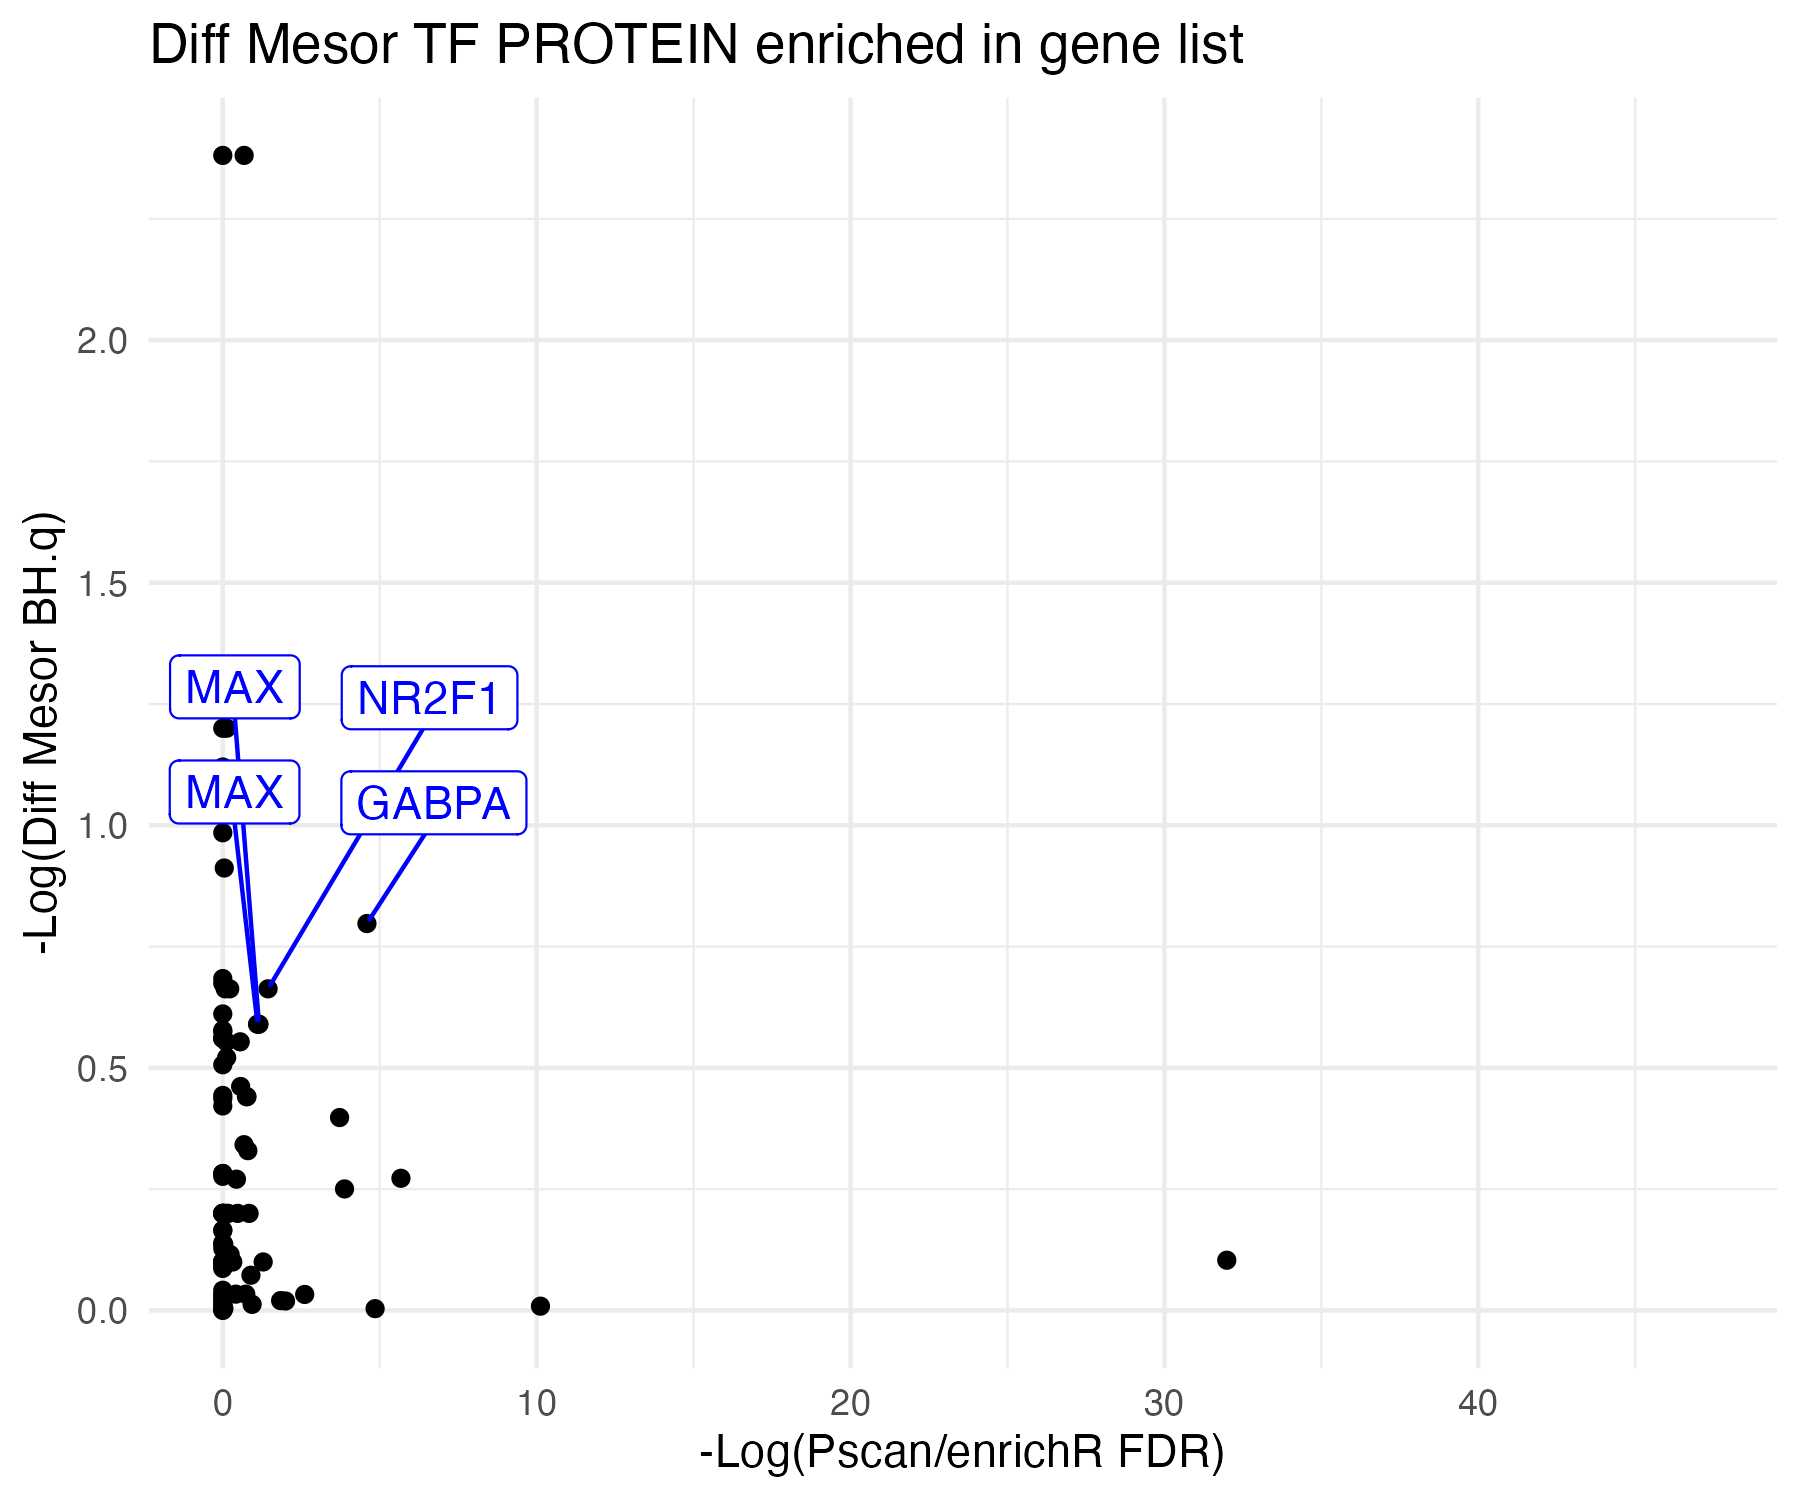 Diff Mesor TF PROTEIN enriched in gene list
-Log(Diff Mesor BH.q)
2.0
1.5
1.0
0.5
0.0
MAX
NR2F1
MAX
GABPA
0
10
20
30
40
-Log(Pscan/enrichR FDR)